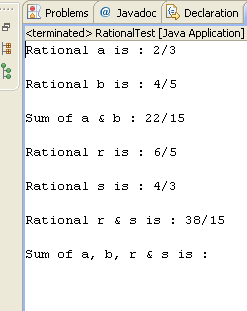 Problems @ Javadoc Declaration
<terminated> RationalTest [Java Application]
Rational a is : 2/3
Rational b is : 4/5
Sum of a & b : 22/15
Rational r is : 6/5
Rational s is : 4/3
Rational r & s is : 38/15
Sum of a, b, r & s is :